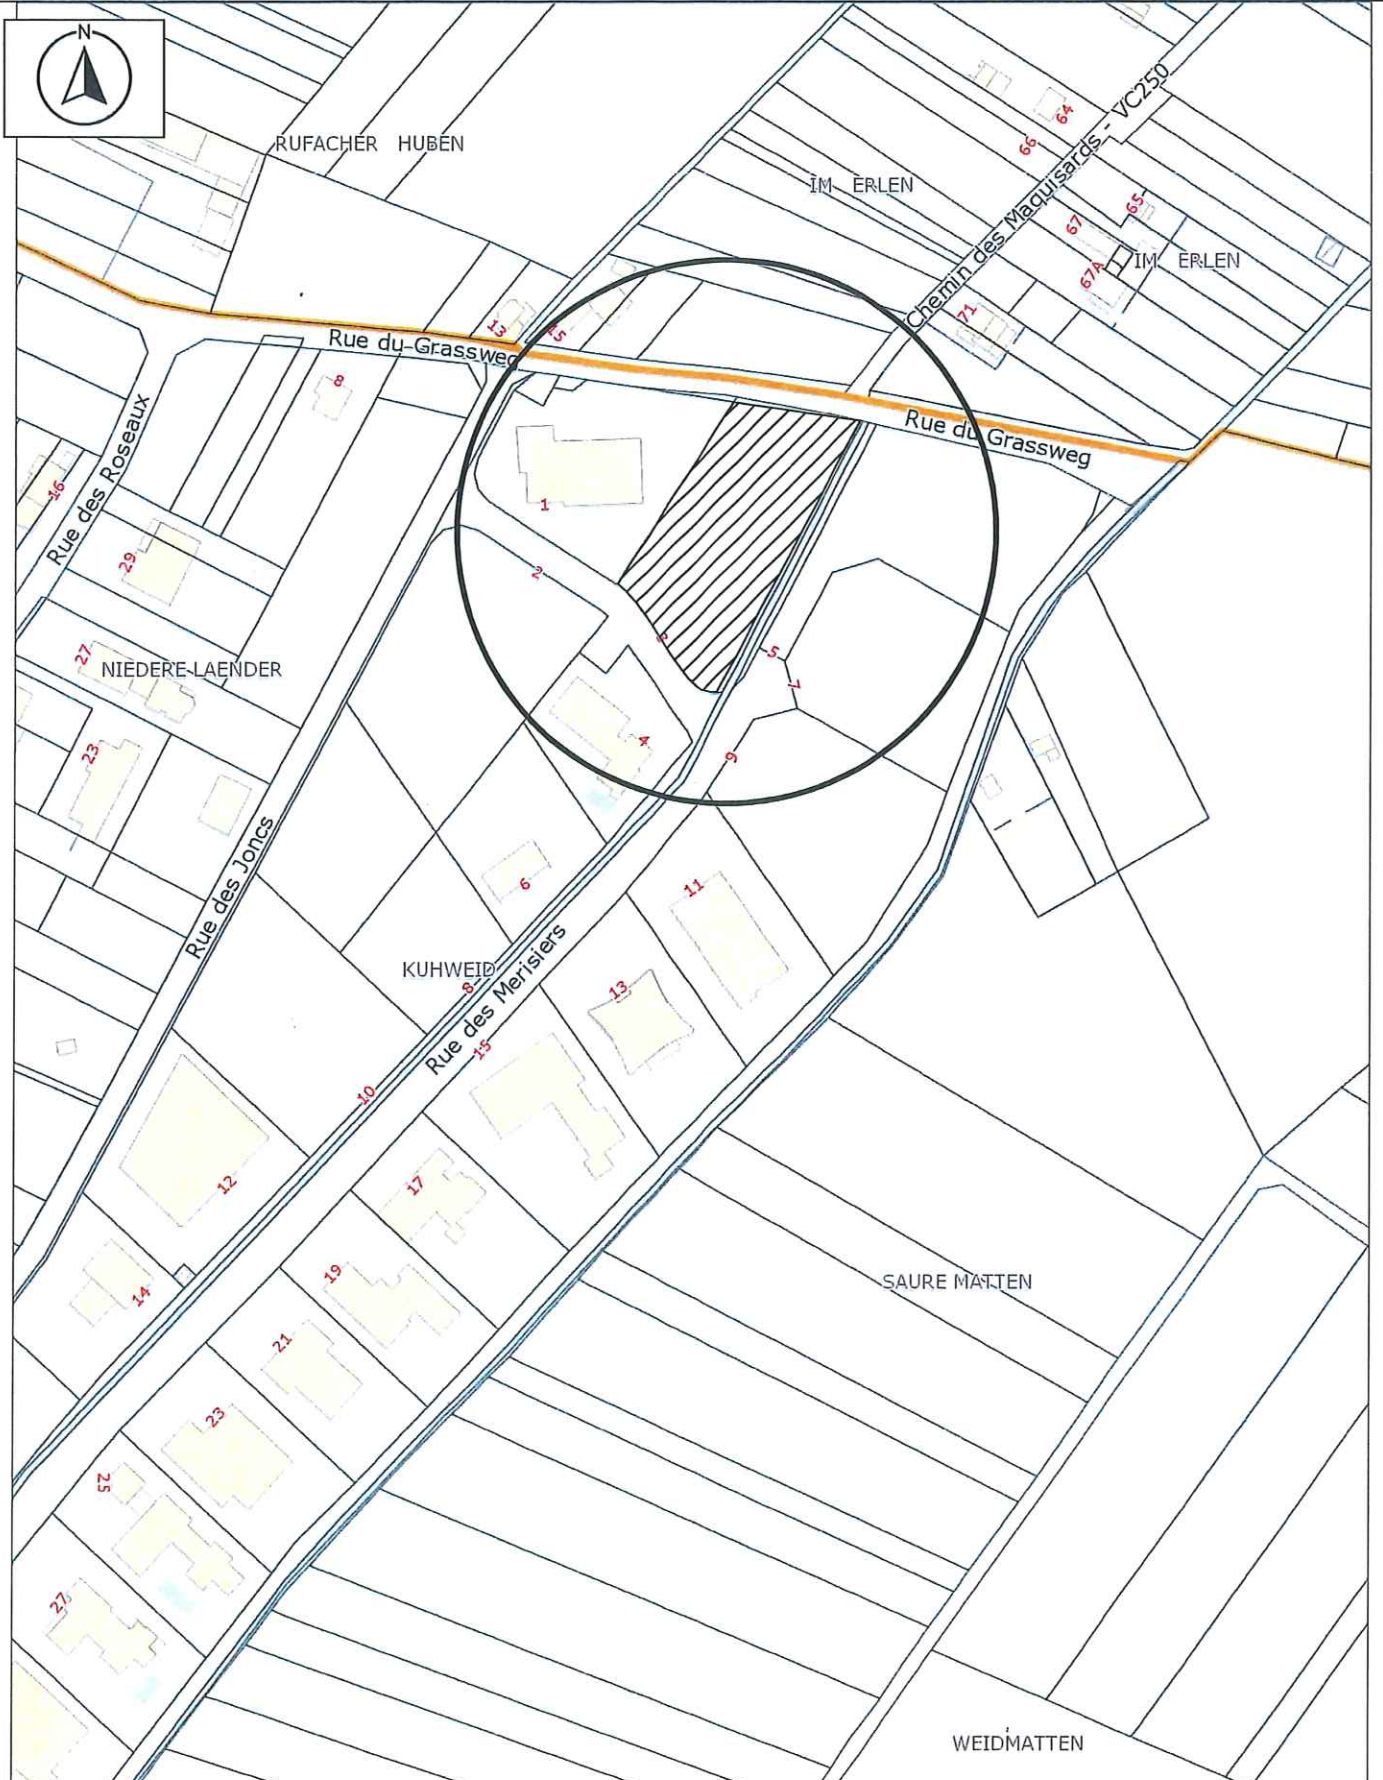 N
RUFACHER HUBEN
64
Chemin des Maquisards - VC250
66
IM ERLEN
65
67
IM ERLEN
67A
71
13
15
Rue du Grassweg
8
Rue du Grassweg
Rue des Roseaux
16
1
29
2
3
5
27
NIEDERE LAENDER
7
4
23
9
Rue des Joncs
6
11
KUHWEID
8
13
Rue des Merisiers
15
10
12
17
19
SAURE MATTEN
14
21
23
25
27
WEIDMATTEN